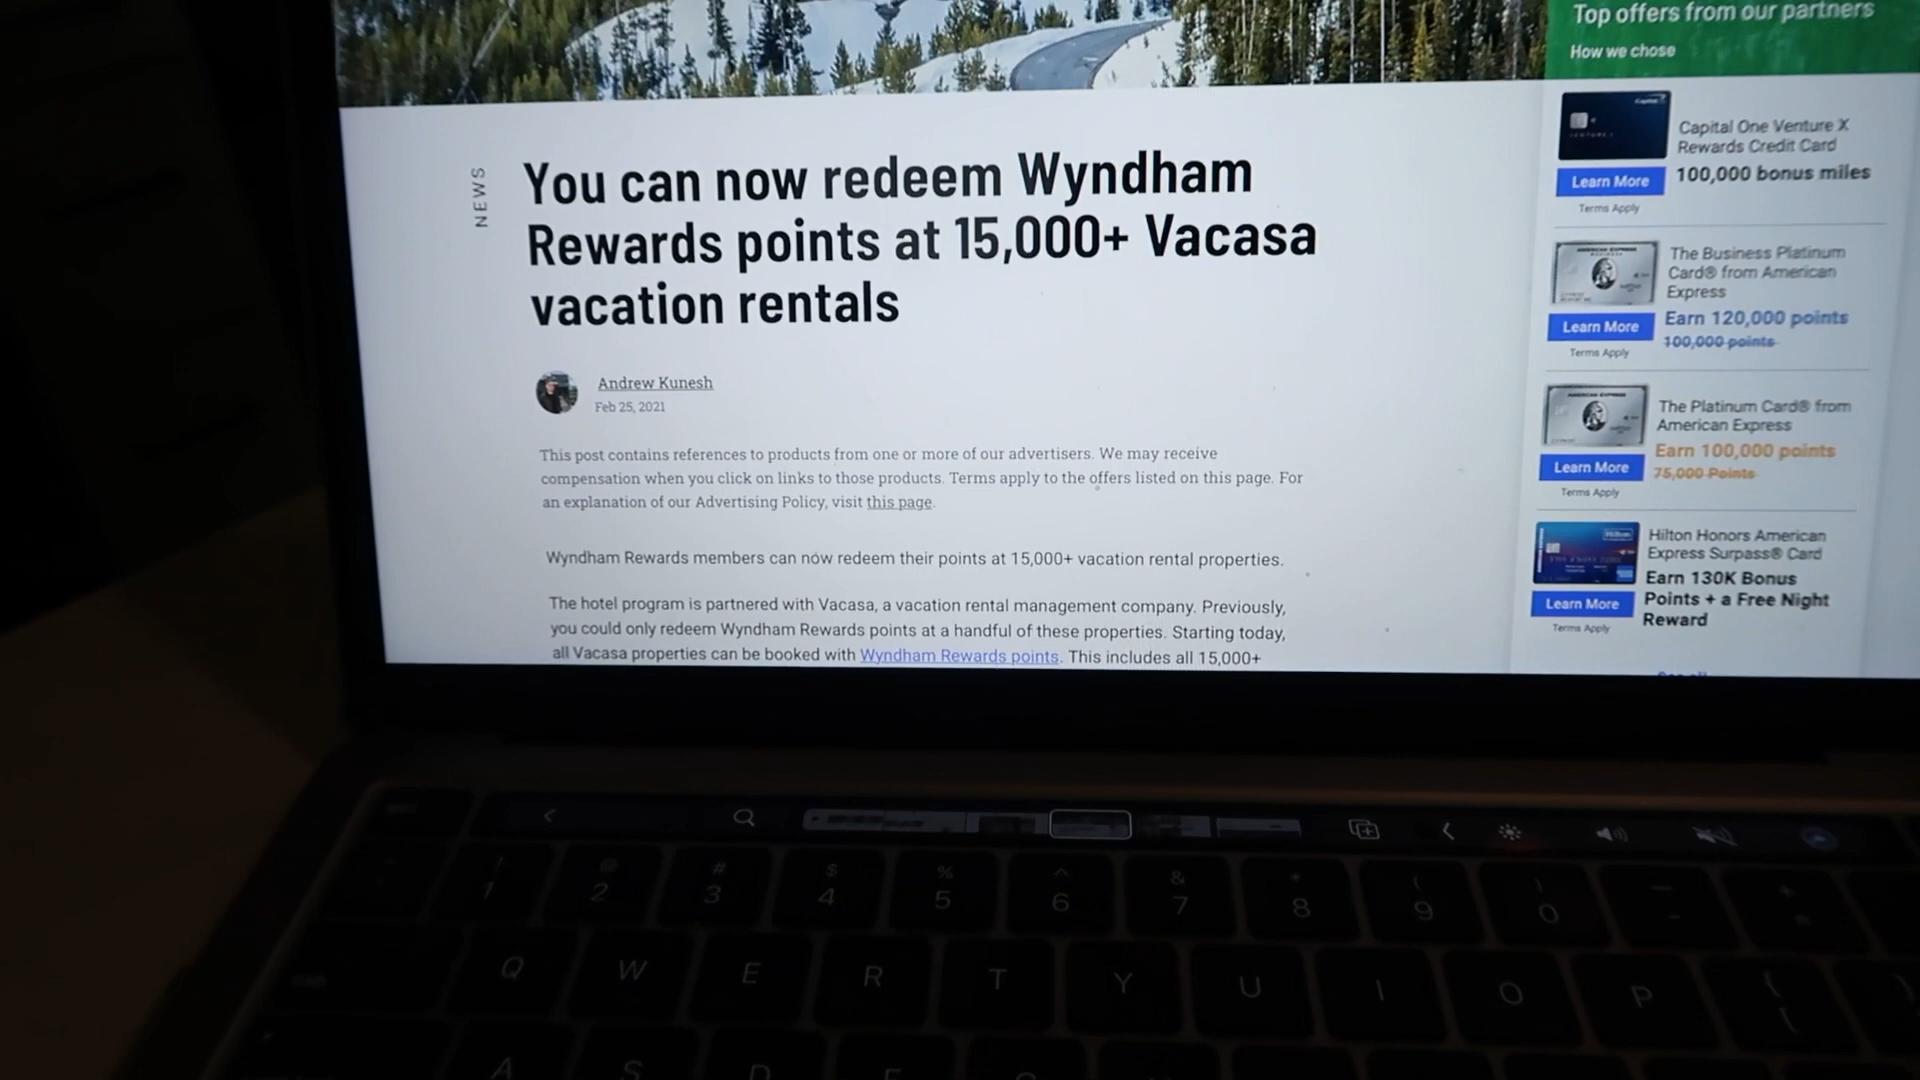 NEWS
You can now redeem Wyndham
Rewards points at 15,000+ Vacasa
vacation rentals
Andrew Kunesh
Feb 25, 2021
This post contains references to products from one or more of our advertisers. We may receive
compensation when you click on links to those products. Terms apply to the offers listed on this page. For
an explanation of our Advertising Policy, visit this page.
Wyndham Rewards members can now redeem their points at 15,000+ vacation rental properties.
The hotel program is partnered with Vacasa, a vacation rental management company. Previously,
you could only redeem Wyndham Rewards points at a handful of these properties. Starting today,
all Vacasa properties can be booked with Wyndham Rewards points. This includes all 15,000+
Top offers from our partners
How we chose
Capital One Venture X
Rewards Credit Card
100,000 bonus miles
Learn More
Terms Apply
The Business Platinum
Card® from American
Express
Earn 120,000 points
100,000 points
Learn More
Terms Apply
The Platinum Card® from
American Express
Earn 100,000 points
75,000 Points
Learn More
Terms Apply
Hilton Honors American
Express Surpass® Card
Earn 130K Bonus
Points + a Free Night
Reward
Learn More
Terms Apply
! @ # $ % ^ & * ( )
1 2 3 4 5 6 7 8 9 0
Q W E R T Y U I O P
A S D